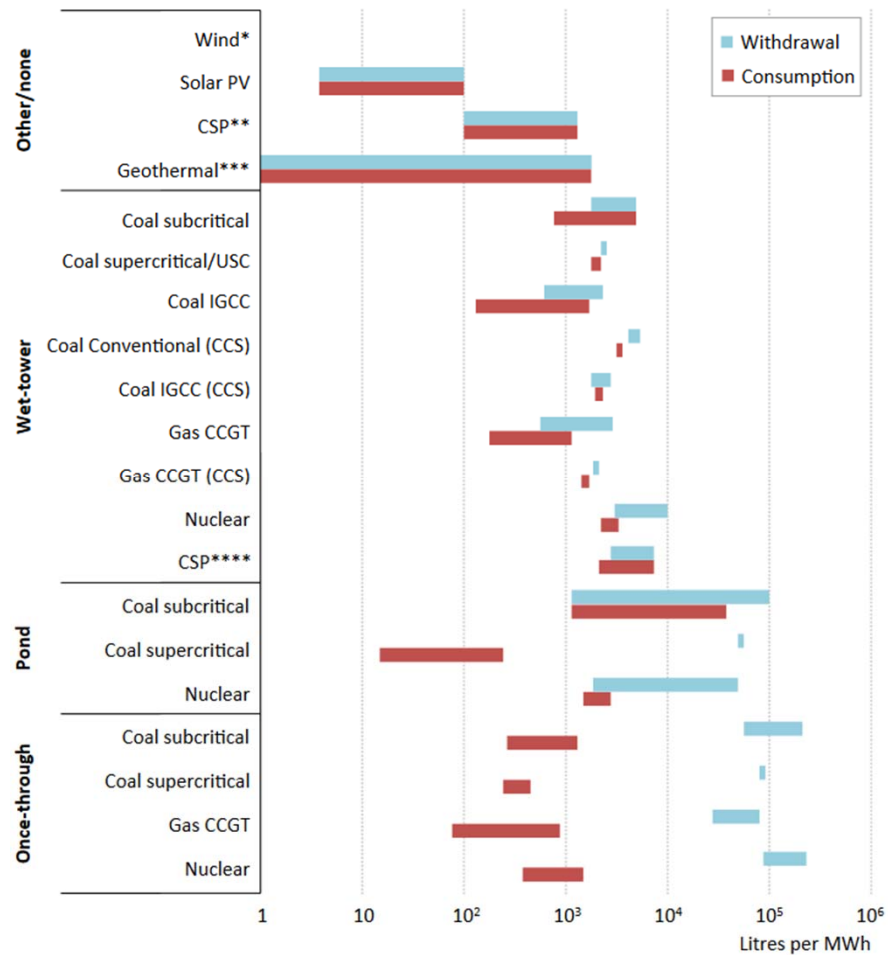 Withdrawal
Consumption
Other/none
Wind*
Solar PV
CSP**
Geothermal***
Wet-tower
Coal subcritical
Coal supercritical/USC
Coal IGCC
Coal Conventional (CCS)
Coal IGCC (CCS)
Gas CCGT
Gas CCGT (CCS)
Nuclear
CSP****
Pond
Coal subcritical
Coal supercritical
Nuclear
Once-through
Coal subcritical
Coal supercritical
Gas CCGT
Nuclear
1 10 10² 10³ 10⁴ 10⁵ 10⁶
Litres per MWh